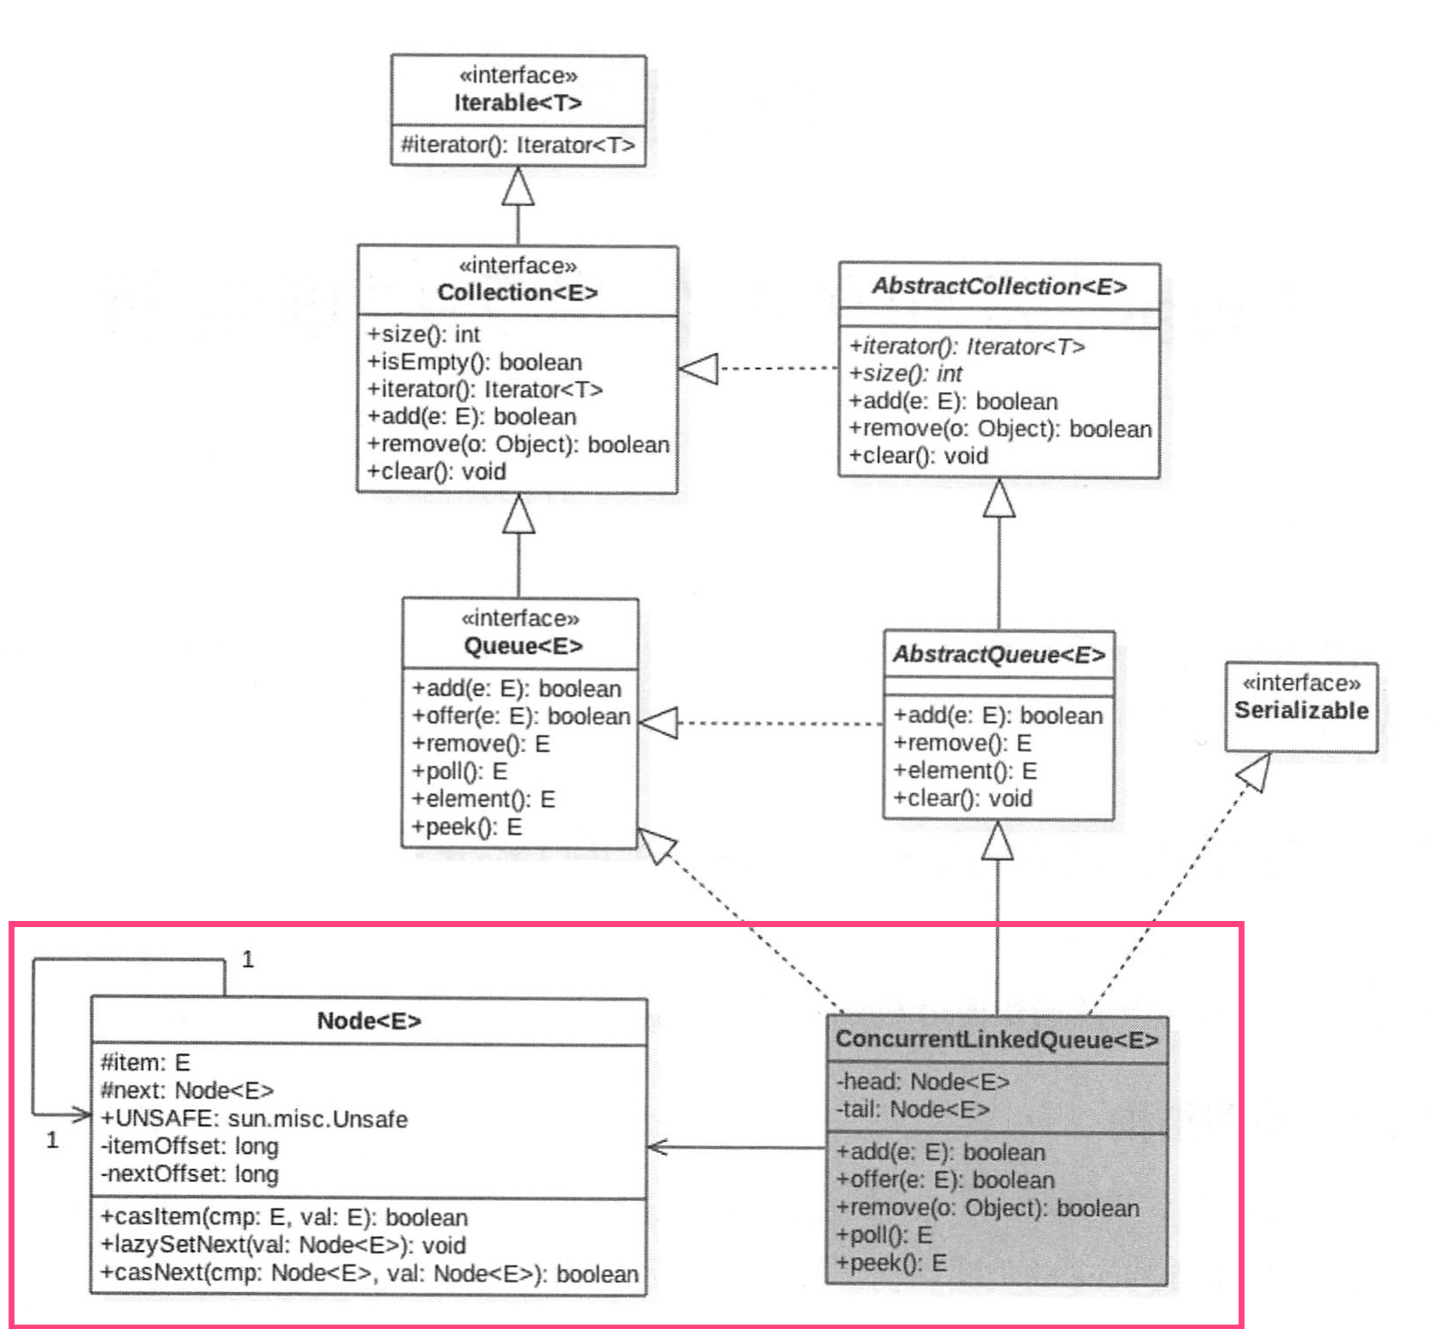 «interface»
Iterable<T>
#iterator(): Iterator<T>
«interface»
Collection<E>
+size(): int
+isEmpty(): boolean
+iterator(): Iterator<T>
+add(e: E): boolean
+remove(o: Object): boolean
+clear(): void
AbstractCollection<E>
+iterator(): Iterator<T>
+size(): int
+add(e: E): boolean
+remove(o: Object): boolean
+clear(): void
«interface»
Queue<E>
+add(e: E): boolean
+offer(e: E): boolean
+remove(): E
+poll(): E
+element(): E
+peek(): E
AbstractQueue<E>
+add(e: E): boolean
+remove(): E
+element(): E
+clear(): void
«interface»
Serializable
1
1
Node<E>
#item: E
#next: Node<E>
+UNSAFE: sun.misc.Unsafe
-itemOffset: long
-nextOffset: long
+casItem(cmp: E, val: E): boolean
+lazySetNext(val: Node<E>): void
+casNext(cmp: Node<E>, val: Node<E>): boolean
ConcurrentLinkedQueue<E>
-head: Node<E>
-tail: Node<E>
+add(e: E): boolean
+offer(e: E): boolean
+remove(o: Object): boolean
+poll(): E
+peek(): E